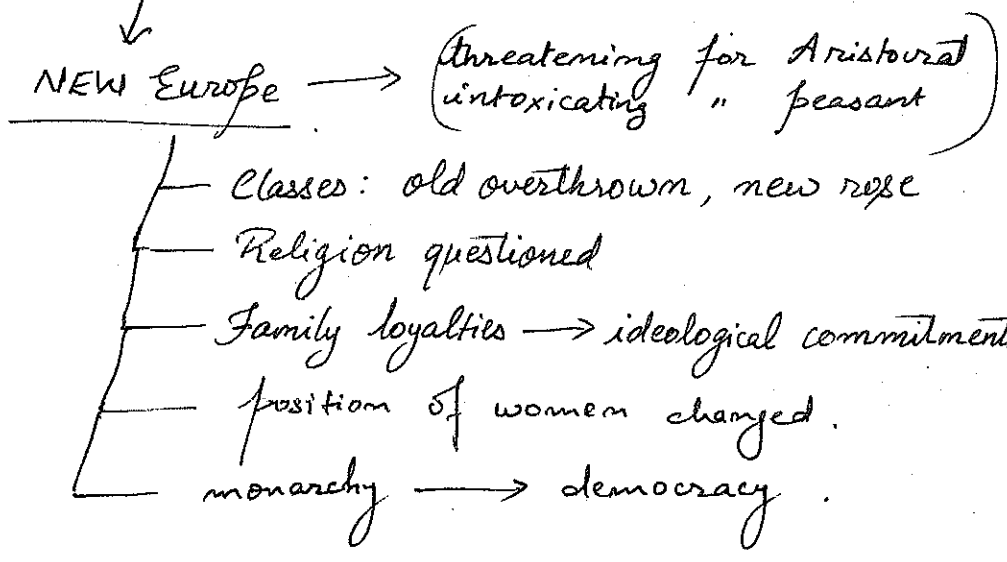 NEW Europe → (threatening for Aristocrat
intoxicating " peasant)
Classes: old overthrown, new rose
Religion questioned
Family loyalties → ideological commitment
position of women changed.
monarchy → democracy.